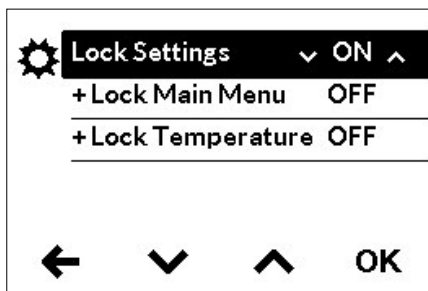 Lock Settings ON
+Lock Main Menu OFF
+Lock Temperature OFF
OK